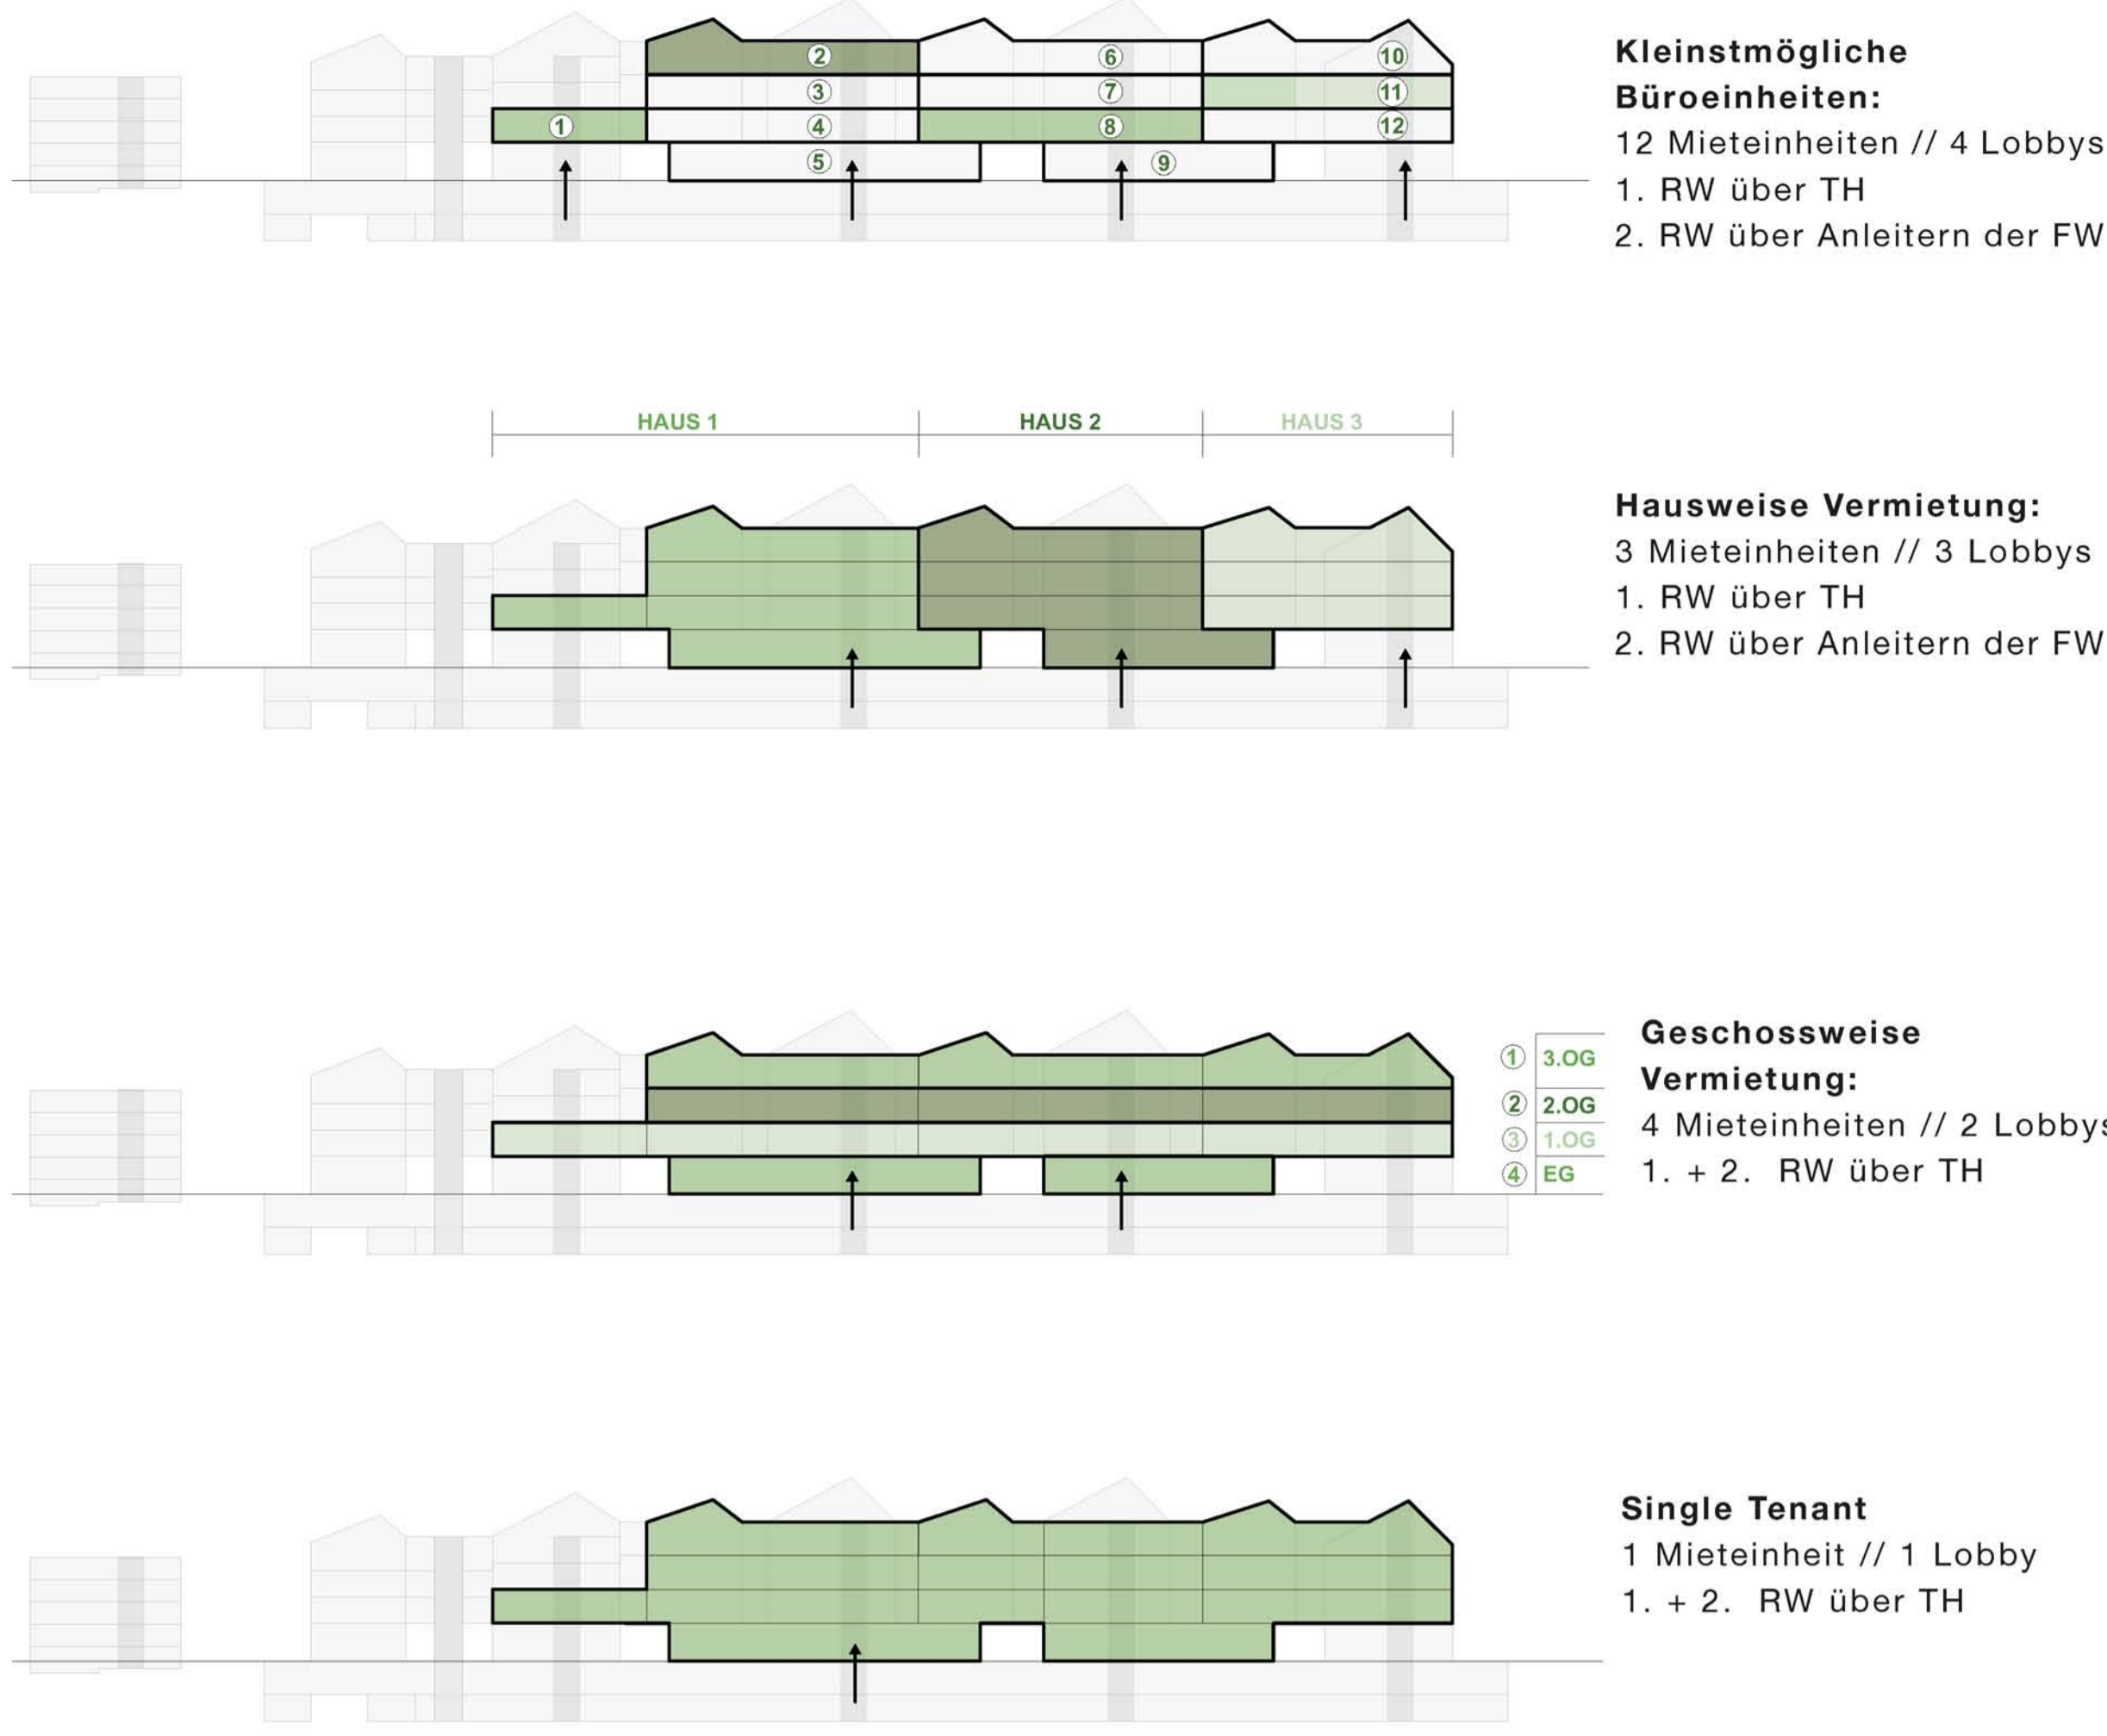 ②
⑥
⑩
③
⑦
⑪
①
④
⑧
⑫
⑤
⑨
Kleinstmögliche
Büroeinheiten:
12 Mieteinheiten // 4 Lobbys
1. RW über TH
2. RW über Anleitern der FW
HAUS 1
HAUS 2
HAUS 3
Hausweise Vermietung:
3 Mieteinheiten // 3 Lobbys
1. RW über TH
2. RW über Anleitern der FW
① 3.OG
② 2.OG
③ 1.OG
④ EG
Geschossweise
Vermietung:
4 Mieteinheiten // 2 Lobbys
1. + 2. RW über TH
Single Tenant
1 Mieteinheit // 1 Lobby
1. + 2. RW über TH